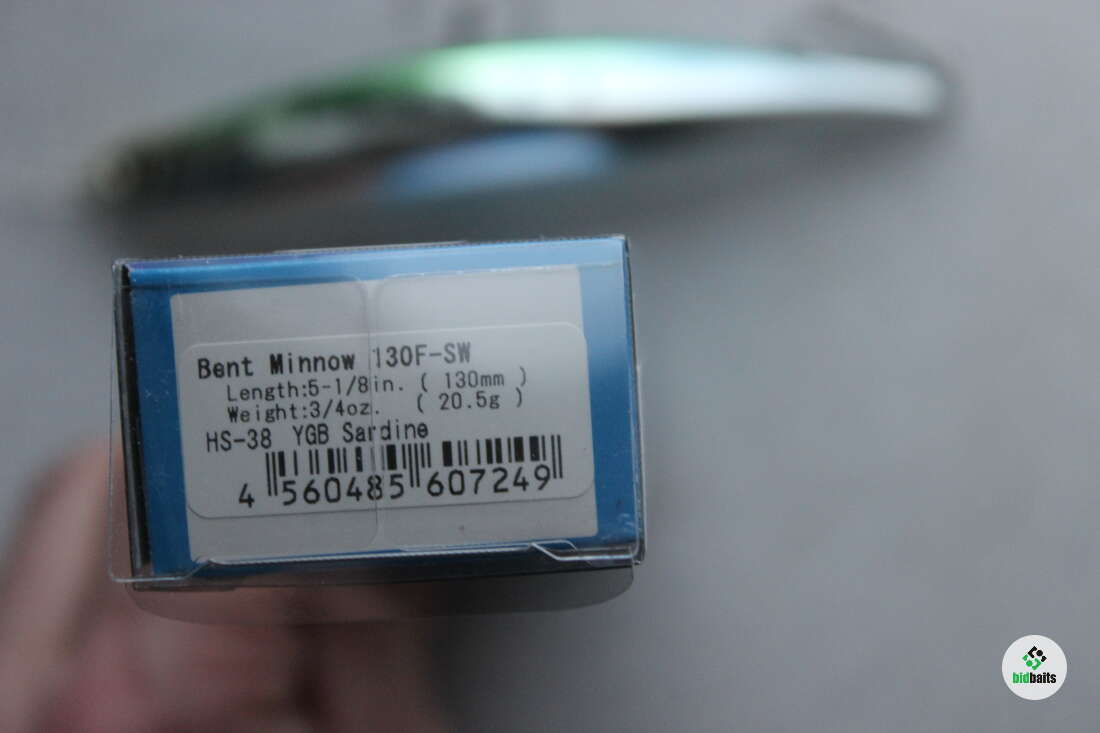 Bent Minnow 130F-SW
Length:5-1/8in. ( 130mm )
Weight:3/4oz. ( 20.5g )
HS-38 YGB Sardine
4 560485 607249
bidbaits